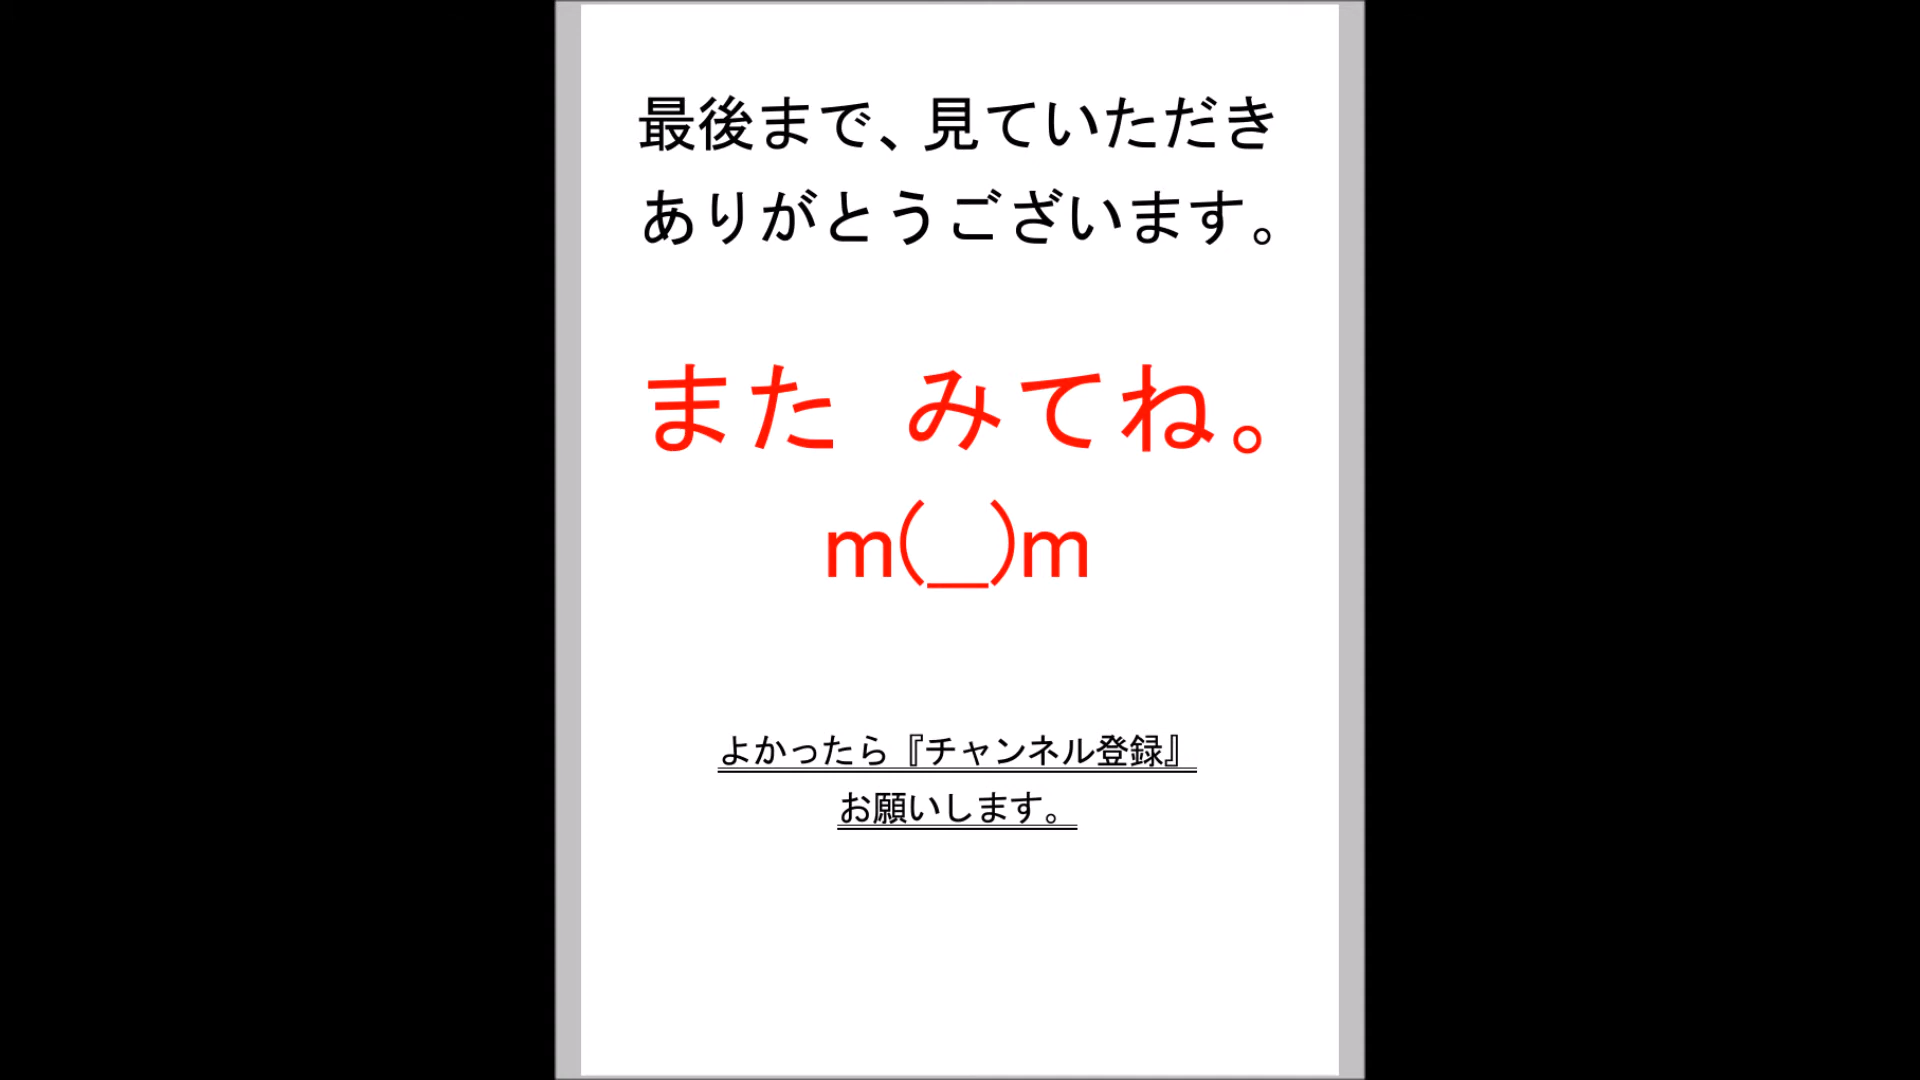 最後まで、見ていただき
ありがとうございます。
また みてね。
m(__)m
よかったら『チャンネル登録』
お願いします。